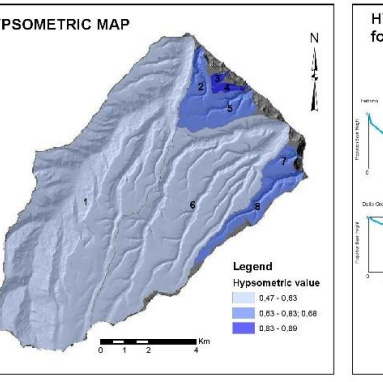 YPSOMETRIC MAP
N
2
3
4
5
7
1
6
8
Legend
Hypsometric value
0,47 - 0,63
0,63 - 0,83; 0,68
0,83 - 0,89
Km
0 1 2 4
H
fo